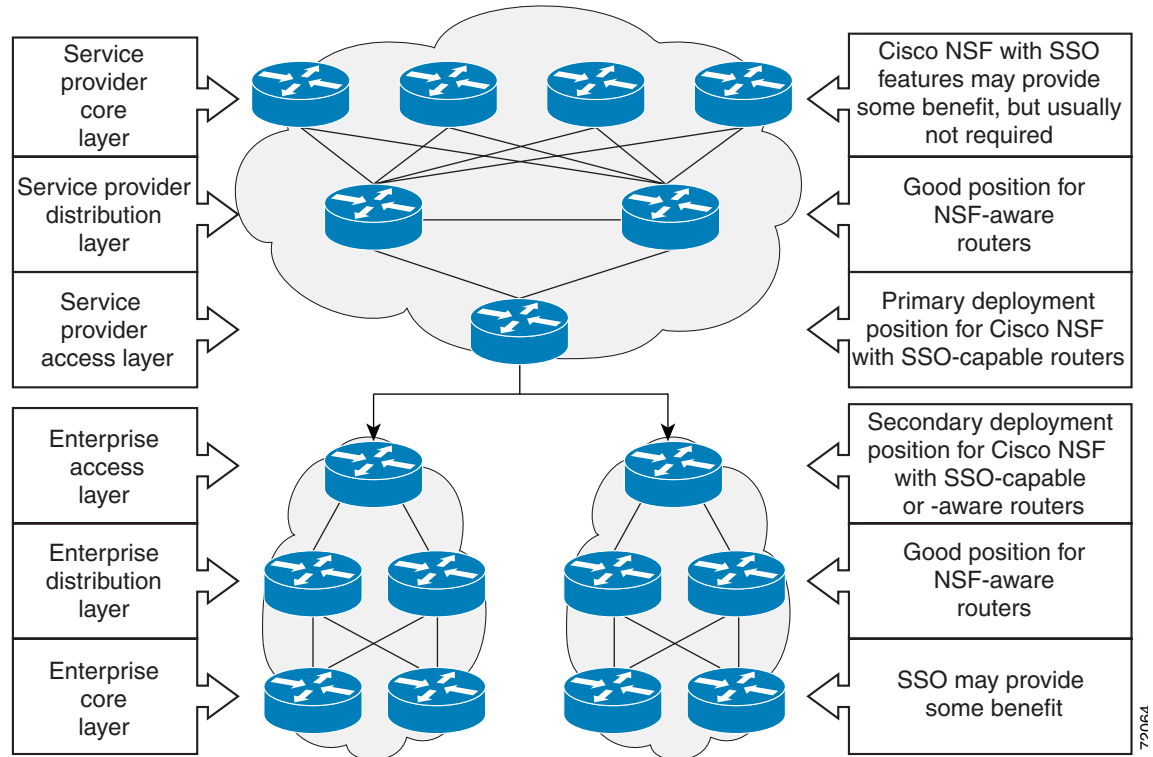 Service
provider
core
layer
Cisco NSF with SSO
features may provide
some benefit, but usually
not required
Service provider
distribution
layer
Good position for
NSF-aware
routers
Service
provider
access layer
Primary deployment
position for Cisco NSF
with SSO-capable routers
Enterprise
access
layer
Secondary deployment
position for Cisco NSF
with SSO-capable
or -aware routers
Enterprise
distribution
layer
Good position for
NSF-aware
routers
Enterprise
core
layer
SSO may provide
some benefit
72064